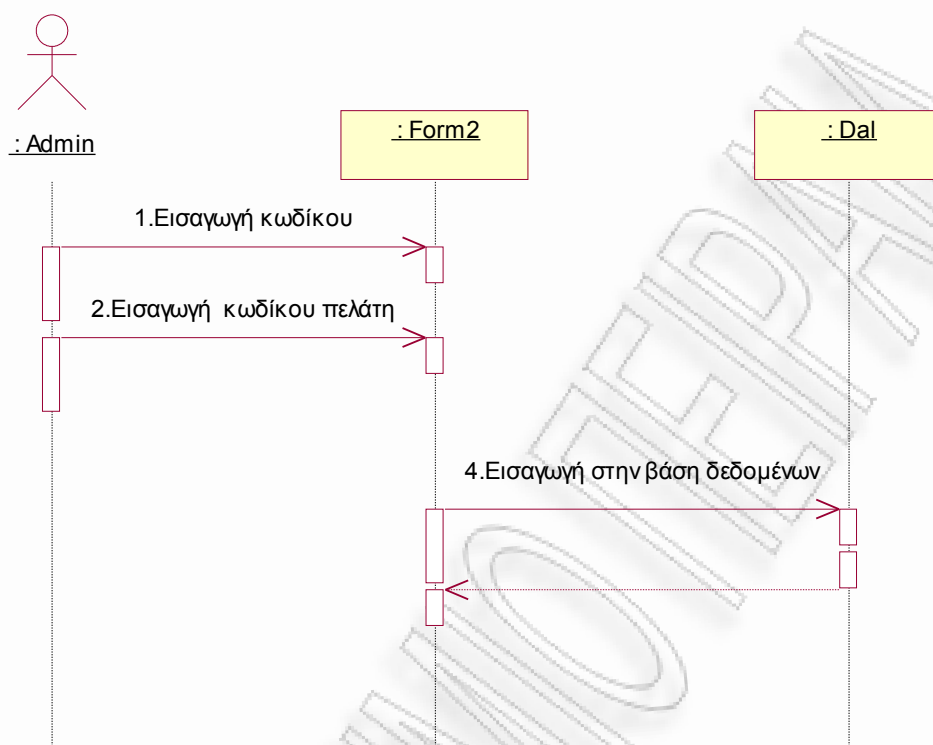 : Admin
: Form2
: Dal
1.Εισαγωγή κωδίκου
2.Εισαγωγή κωδίκου πελάτη
4.Εισαγωγή στην βάση δεδομένων